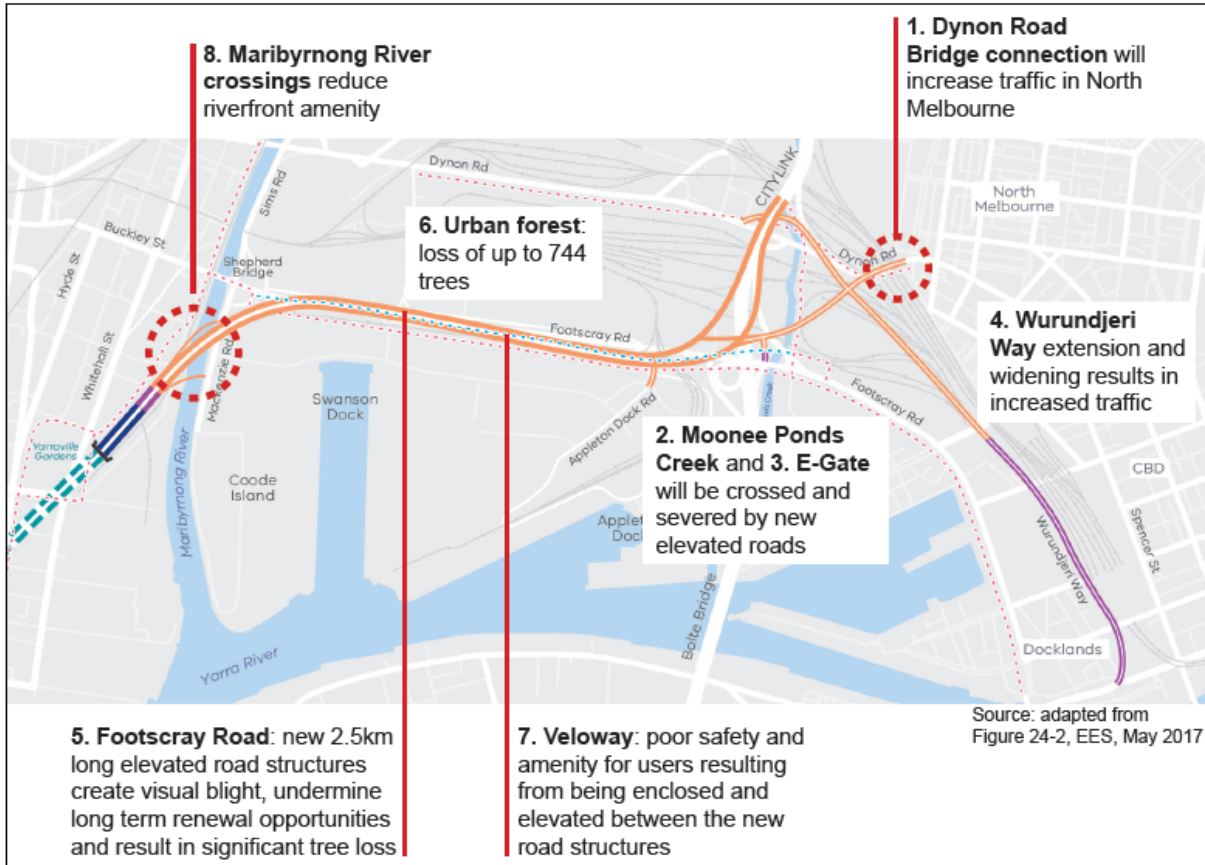 8. Maribyrnong River
crossings reduce
riverfront amenity
1. Dynon Road
Bridge connection will
increase traffic in North
Melbourne
Dynon Rd
CITYLINK
Sims Rd
North
Melbourne
Buckley St
6. Urban forest:
loss of up to 744
trees
Hyde St
Shepherd
Bridge
Dynon Rd
Footscray Rd
4. Wurundjeri
Way extension and
widening results in
increased traffic
Whitehall St
Mackenzie Rd
Swanson
Dock
Footscray Rd
Appleton Dock Rd
2. Moonee Ponds
Creek and 3. E-Gate
will be crossed and
severed by new
elevated roads
Yarraville
Gardens
Coode
Island
Maribyrnong River
CBD
Spencer St
Wurundjeri Way
Bolte Bridge
Docklands
Yarra River
Source: adapted from
Figure 24-2, EES, May 2017
5. Footscray Road: new 2.5km
long elevated road structures
create visual blight, undermine
long term renewal opportunities
and result in significant tree loss
7. Veloway: poor safety and
amenity for users resulting
from being enclosed and
elevated between the new
road structures